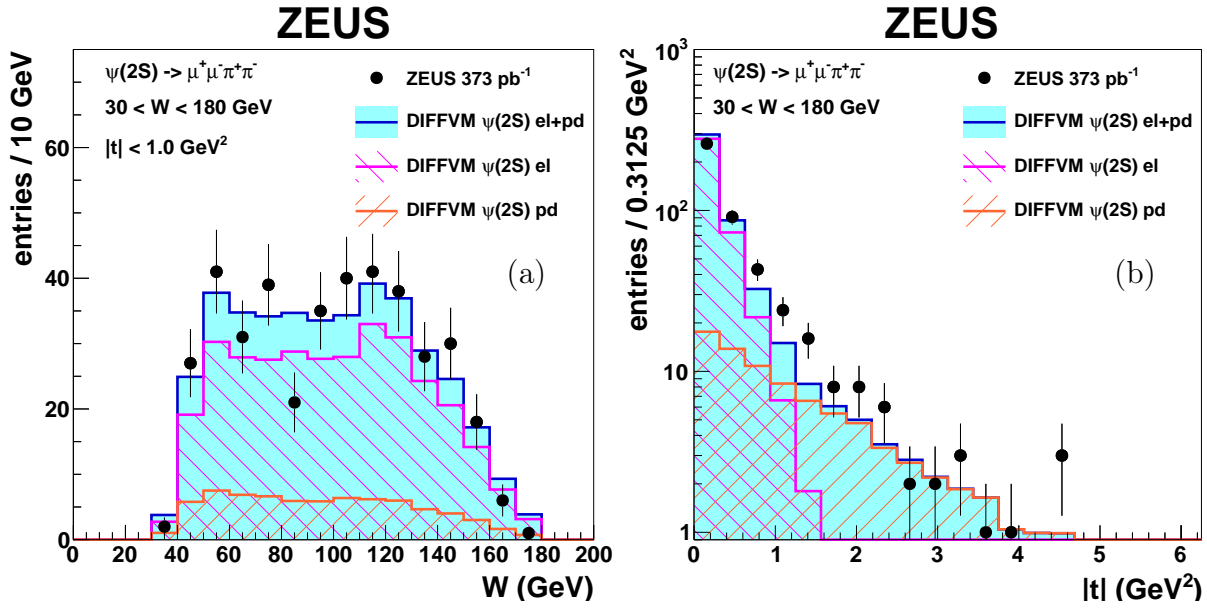 ZEUS
ψ(2S) -> μ⁺μ⁻π⁺π⁻
30 < W < 180 GeV
|t| < 1.0 GeV²
ZEUS 373 pb⁻¹
DIFFVM ψ(2S) el+pd
DIFFVM ψ(2S) el
DIFFVM ψ(2S) pd
(a)
entries / 10 GeV
60
40
20
0
0 20 40 60 80 100 120 140 160 180 200
W (GeV)
ZEUS
ψ(2S) -> μ⁺μ⁻π⁺π⁻
30 < W < 180 GeV
ZEUS 373 pb⁻¹
DIFFVM ψ(2S) el+pd
DIFFVM ψ(2S) el
DIFFVM ψ(2S) pd
(b)
entries / 0.3125 GeV²
10³
10²
10
1
0 1 2 3 4 5 6
|t| (GeV²)